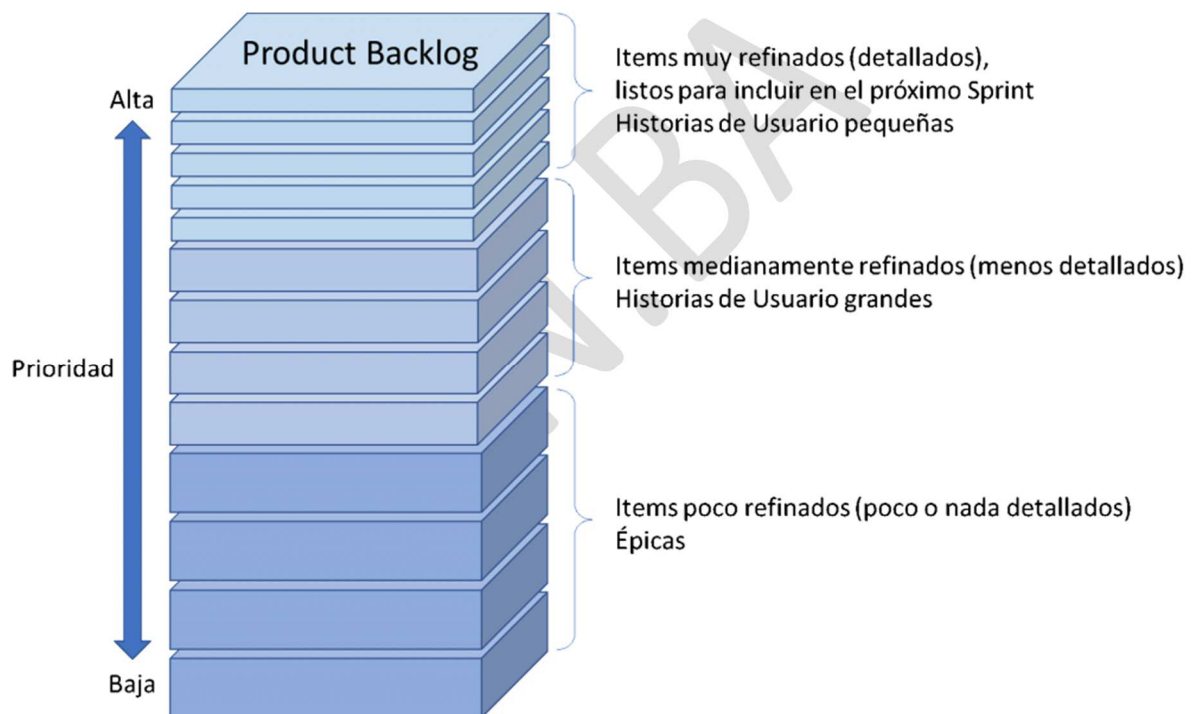 Product Backlog
Alta
Prioridad
Baja
Items muy refinados (detallados),
listos para incluir en el próximo Sprint
Historias de Usuario pequeñas
Items medianamente refinados (menos detallados)
Historias de Usuario grandes
Items poco refinados (poco o nada detallados)
Épicas
N.BA